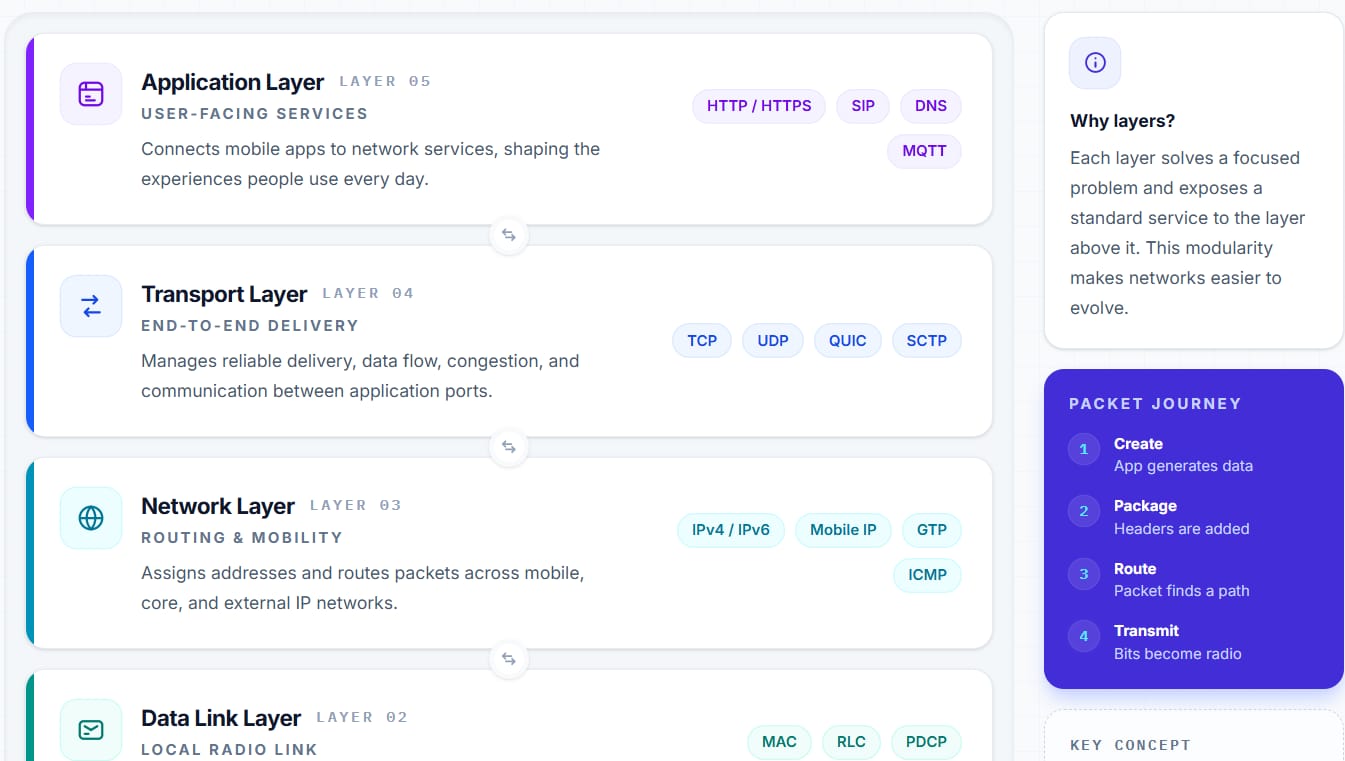 Application Layer LAYER 05
USER-FACING SERVICES
Connects mobile apps to network services, shaping the
experiences people use every day.
HTTP / HTTPS SIP DNS
MQTT
Transport Layer LAYER 04
END-TO-END DELIVERY
Manages reliable delivery, data flow, congestion, and
communication between application ports.
TCP UDP QUIC SCTP
Network Layer LAYER 03
ROUTING & MOBILITY
Assigns addresses and routes packets across mobile,
core, and external IP networks.
IPv4 / IPv6 Mobile IP GTP
ICMP
Data Link Layer LAYER 02
LOCAL RADIO LINK
MAC RLC PDCP
Why layers?
Each layer solves a focused
problem and exposes a
standard service to the layer
above it. This modularity
makes networks easier to
evolve.
PACKET JOURNEY
1 Create
App generates data
2 Package
Headers are added
3 Route
Packet finds a path
4 Transmit
Bits become radio
KEY CONCEPT